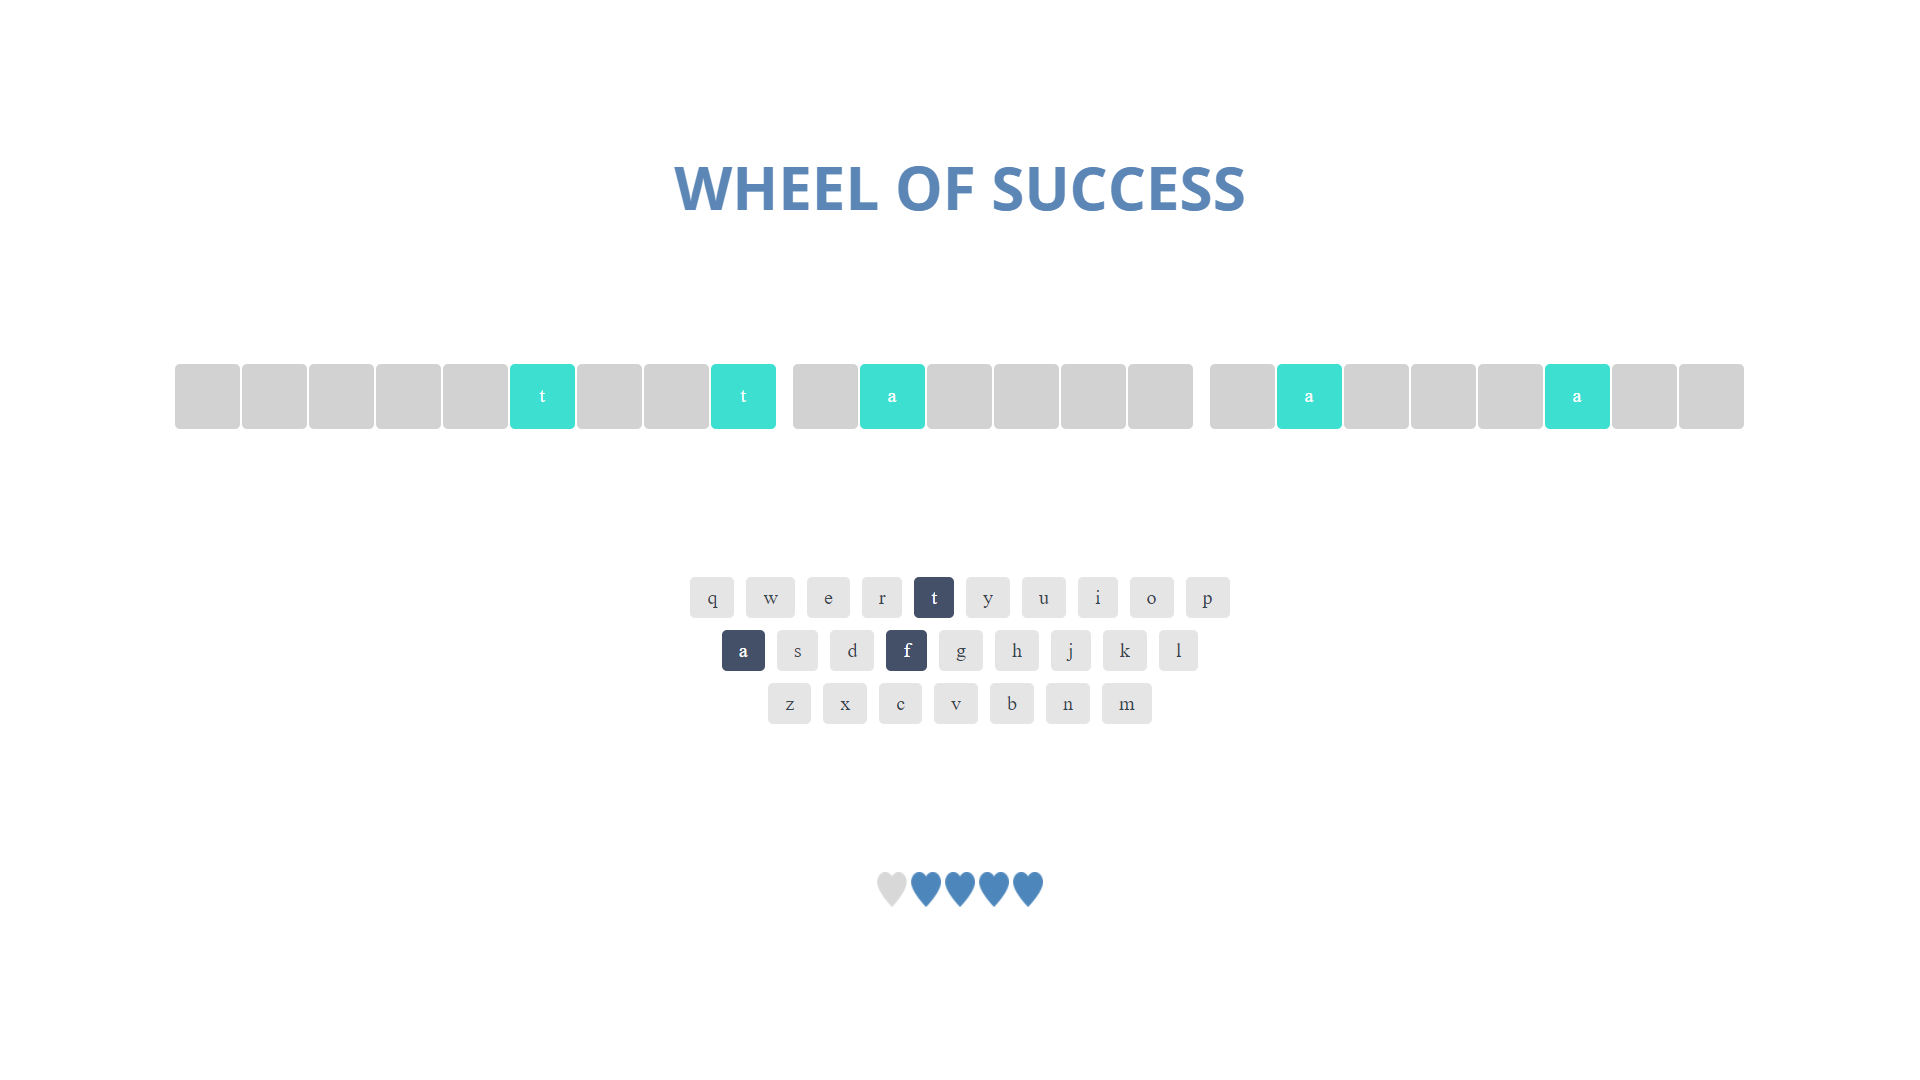 WHEEL OF SUCCESS
t t a a a
q w e r t y u i o p
a s d f g h j k l
z x c v b n m